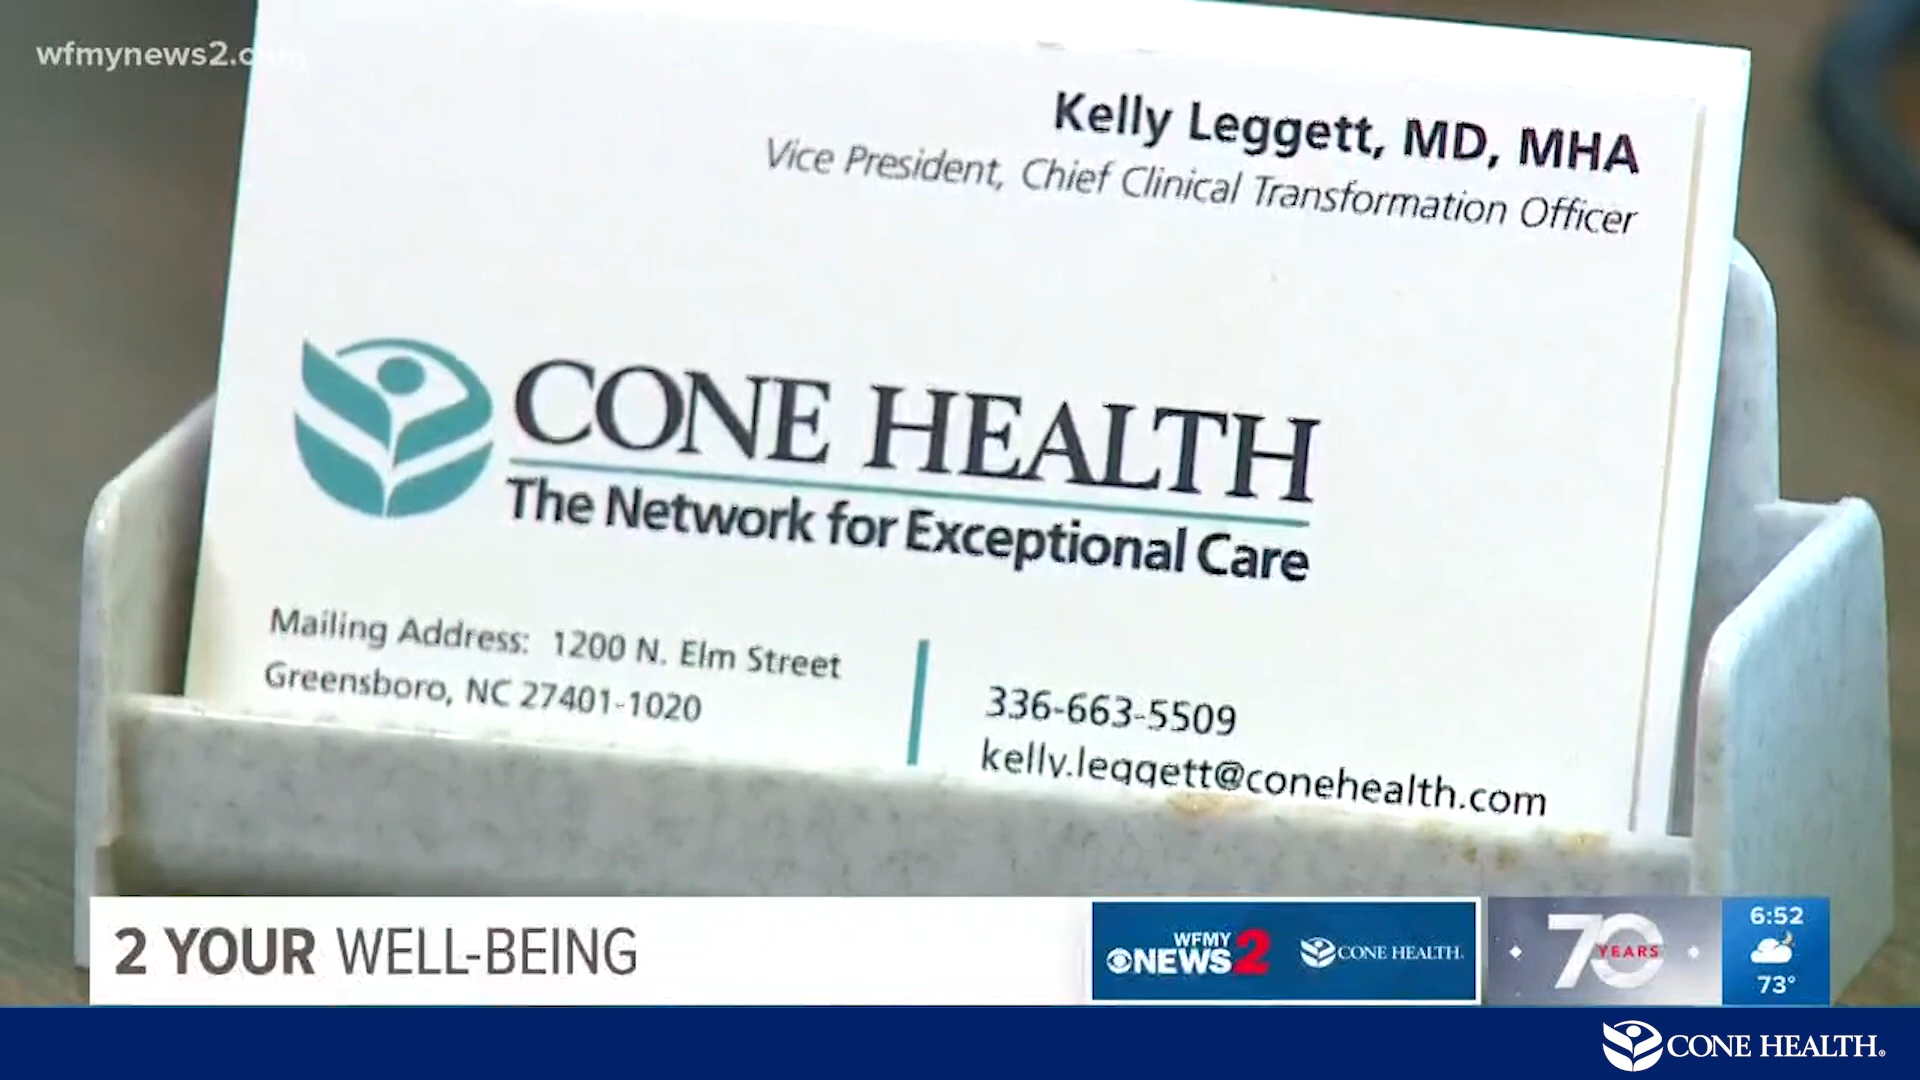 wfmynews2.com
Kelly Leggett, MD, MHA
Vice President, Chief Clinical Transformation Officer
CONE HEALTH
The Network for Exceptional Care
Mailing Address: 1200 N. Elm Street
Greensboro, NC 27401-1020
336-663-5509
kelly.leggett@conehealth.com
2 YOUR WELL-BEING
WFMY
NEWS 2
CONE HEALTH
70
YEARS
6:52
73°
CONE HEALTH